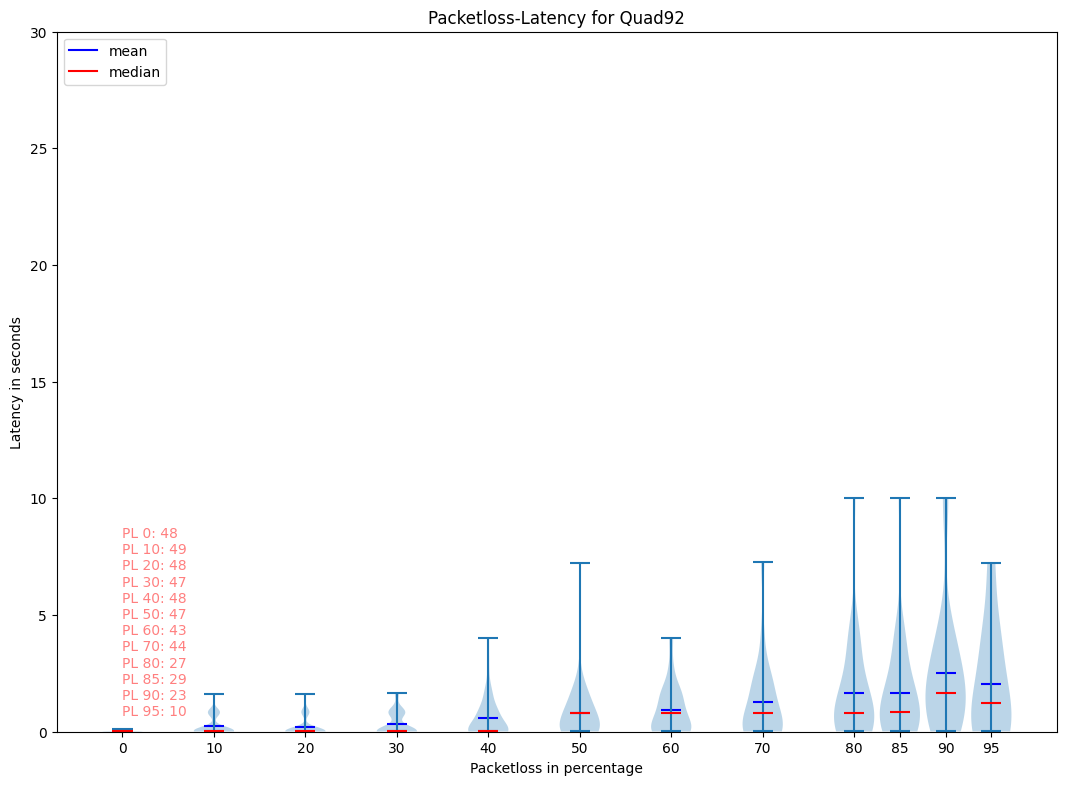 Packetloss-Latency for Quad92
mean
median
30
25
20
15
10
5
0
Latency in seconds
PL 0: 48
PL 10: 49
PL 20: 48
PL 30: 47
PL 40: 48
PL 50: 47
PL 60: 43
PL 70: 44
PL 80: 27
PL 85: 29
PL 90: 23
PL 95: 10
0 10 20 30 40 50 60 70 80 85 90 95
Packetloss in percentage